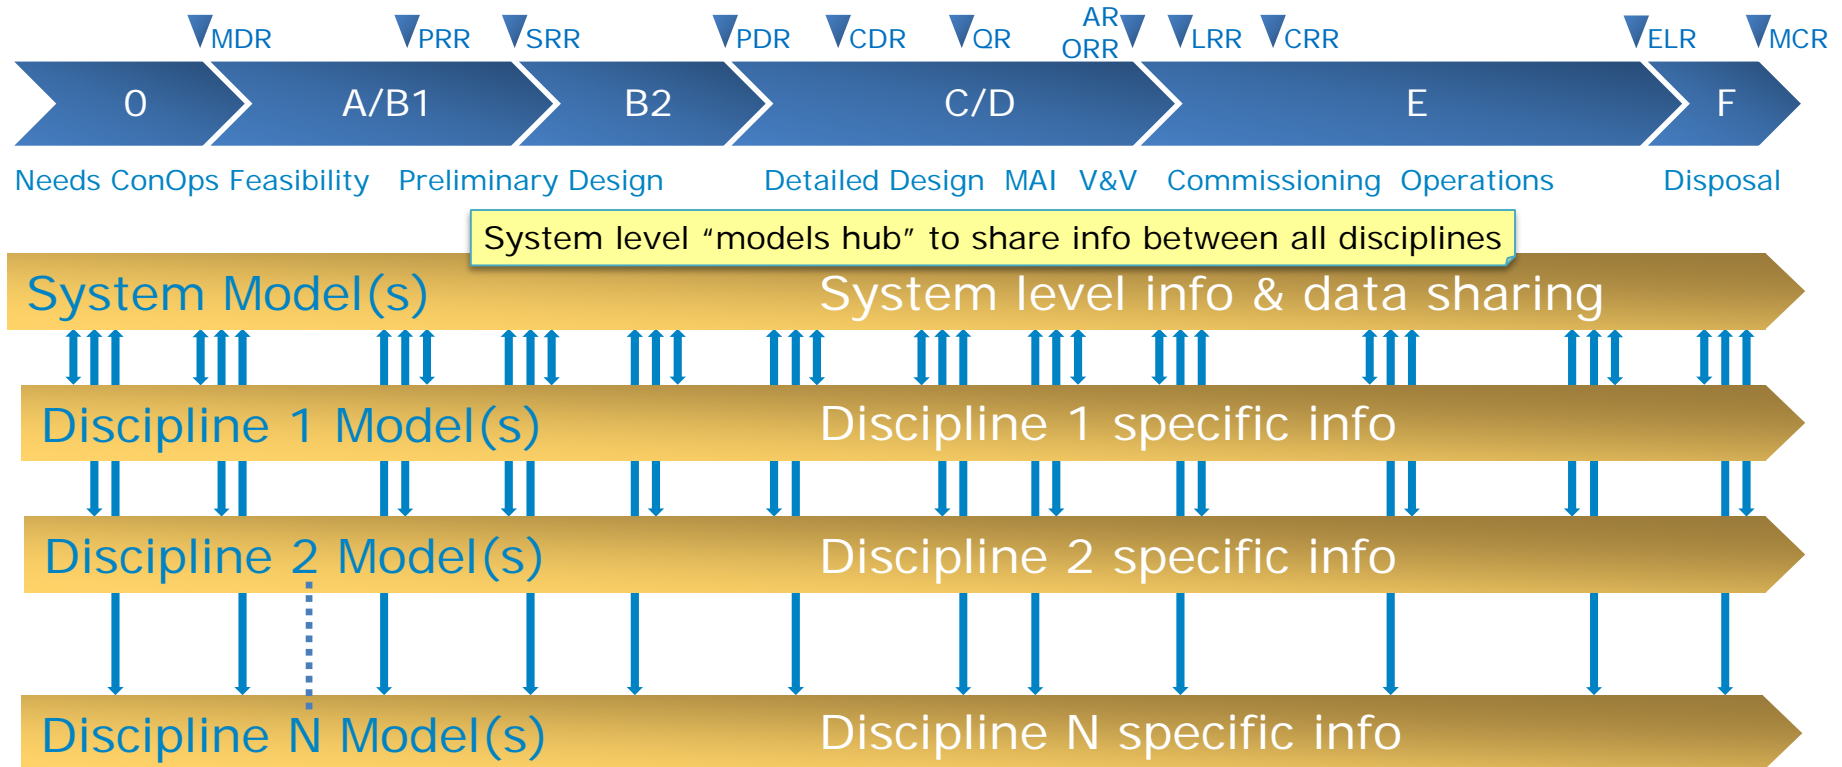 MDR
PRR
SRR
PDR
CDR
QR
AR
ORR
LRR
CRR
ELR
MCR
0
A/B1
B2
C/D
E
F
Needs ConOps Feasibility Preliminary Design Detailed Design MAI V&V Commissioning Operations Disposal
System level “models hub” to share info between all disciplines
System Model(s) System level info & data sharing
Discipline 1 Model(s) Discipline 1 specific info
Discipline 2 Model(s) Discipline 2 specific info
Discipline N Model(s) Discipline N specific info